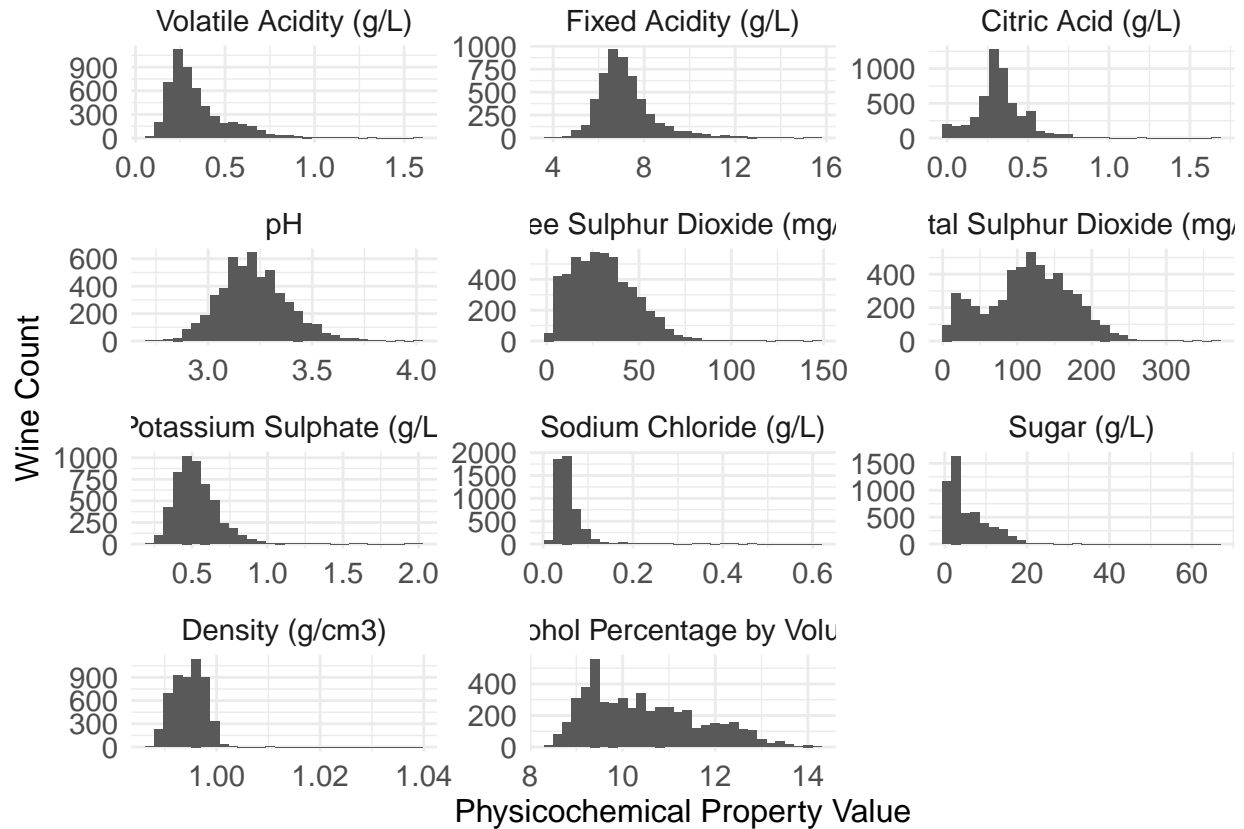 Volatile Acidity (g/L) Fixed Acidity (g/L) Citric Acid (g/L)
900
600
300
0
0.0 0.5 1.0 1.5
1000
750
500
250
0
4 8 12 16
1000
500
0
0.0 0.5 1.0 1.5
pH ee Sulphur Dioxide (mg/ tal Sulphur Dioxide (mg/
600
400
200
0
3.0 3.5 4.0
400
200
0
0 50 100 150
400
200
0
0 100 200 300
Wine Count
Potassium Sulphate (g/L Sodium Chloride (g/L) Sugar (g/L)
1000
750
500
250
0
0.5 1.0 1.5 2.0
2000
1500
1000
500
0
0.0 0.2 0.4 0.6
1500
1000
500
0
0 20 40 60
Density (g/cm3) ohol Percentage by Volu
900
600
300
0
1.00 1.02 1.04
400
200
0
8 10 12 14
Physicochemical Property Value